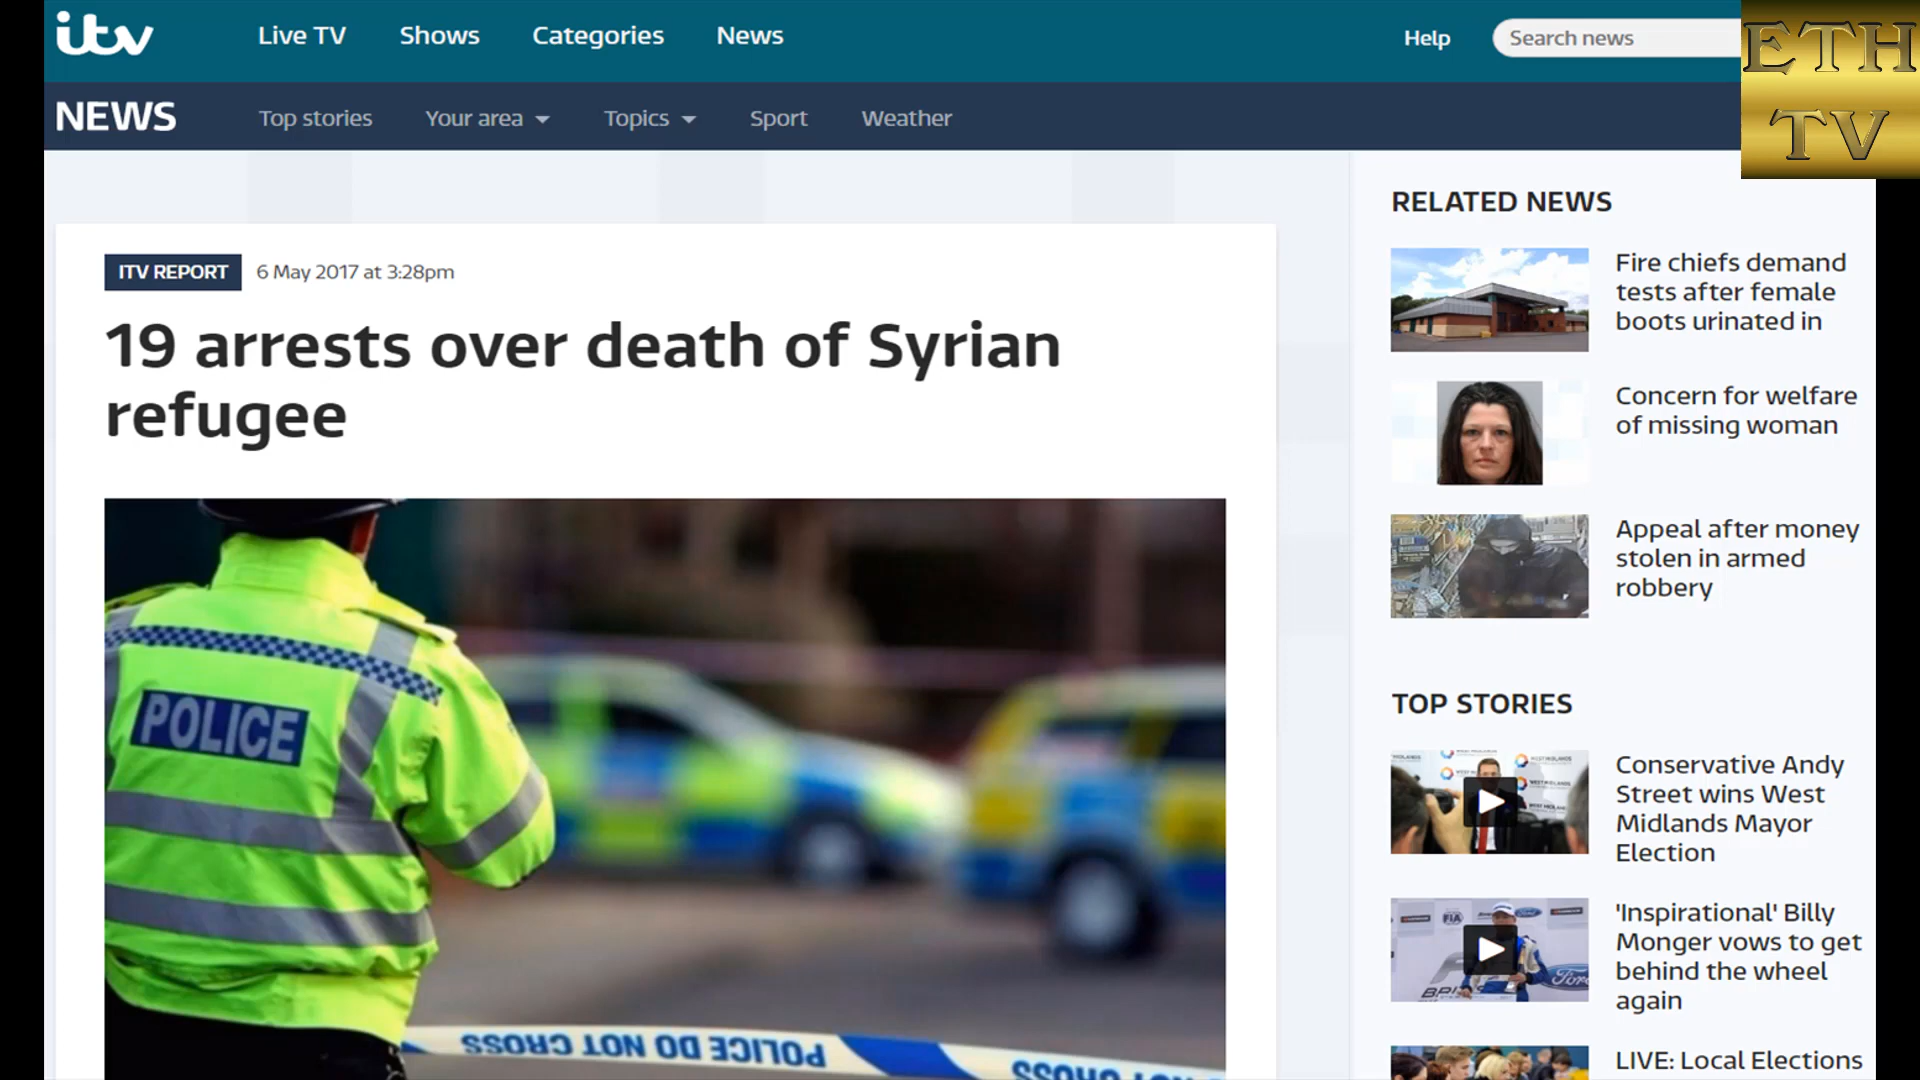 itv
Live TV
Shows
Categories
News
Help
Search news
ETH
TV
NEWS
Top stories
Your area
Topics
Sport
Weather
ITV REPORT
6 May 2017 at 3:28pm
19 arrests over death of Syrian
refugee
POLICE
POLICE DO NOT CROSS
CROSS
RELATED NEWS
Fire chiefs demand
tests after female
boots urinated in
Concern for welfare
of missing woman
Appeal after money
stolen in armed
robbery
TOP STORIES
Conservative Andy
Street wins West
Midlands Mayor
Election
'Inspirational' Billy
Monger vows to get
behind the wheel
again
FIA
Ford
LIVE: Local Elections